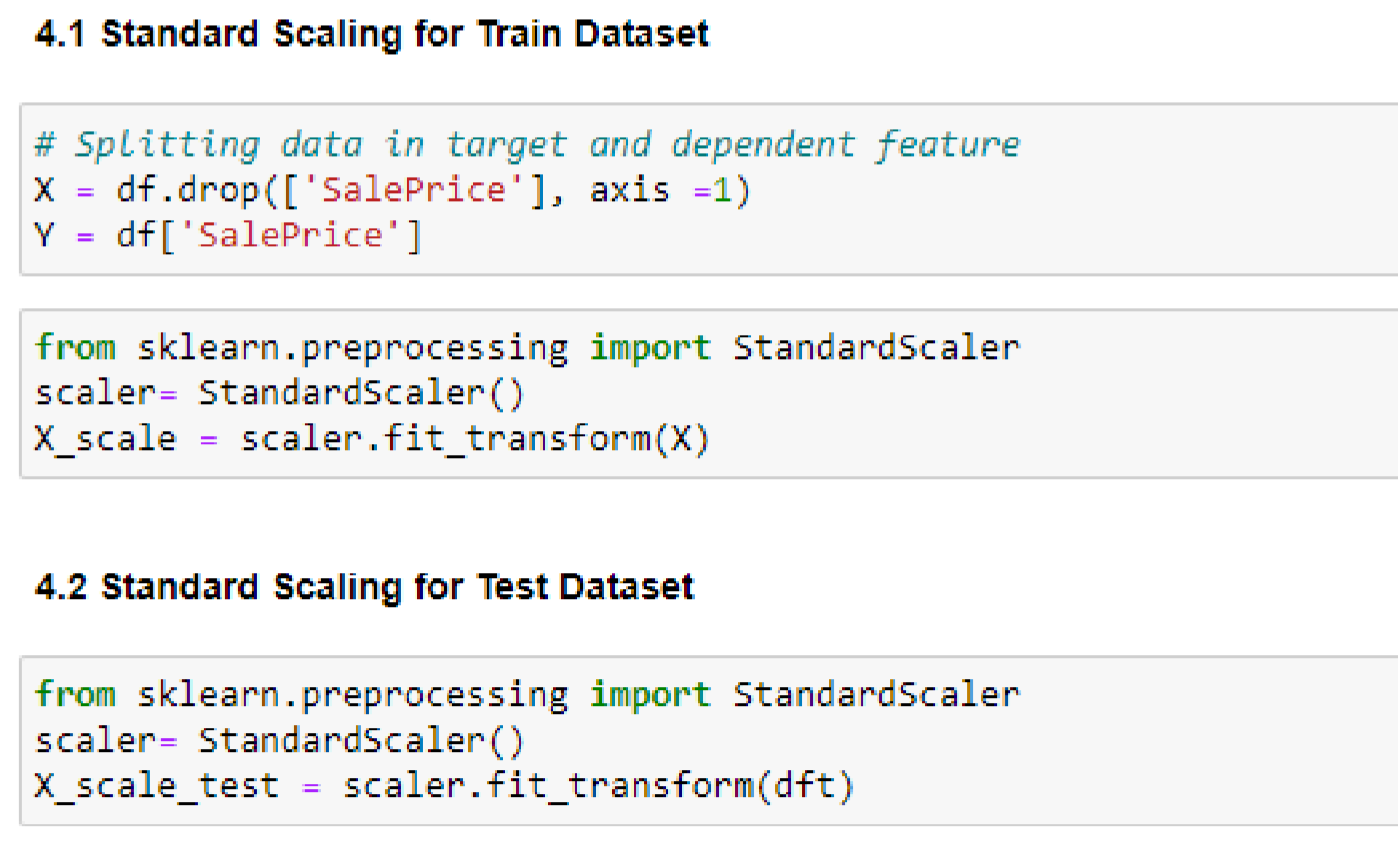 4.1 Standard Scaling for Train Dataset
# Splitting data in target and dependent feature
X = df.drop(['SalePrice'], axis =1)
Y = df['SalePrice']
from sklearn.preprocessing import StandardScaler
scaler= StandardScaler()
X_scale = scaler.fit_transform(X)
4.2 Standard Scaling for Test Dataset
from sklearn.preprocessing import StandardScaler
scaler= StandardScaler()
X_scale_test = scaler.fit_transform(dft)